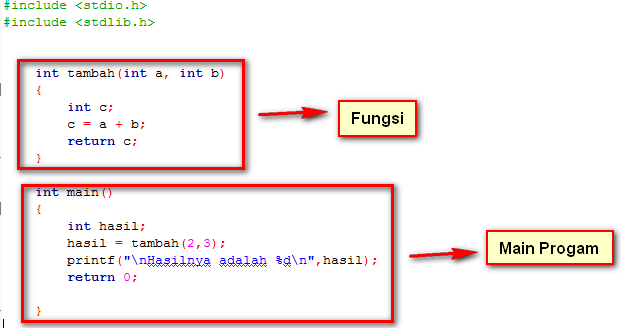 #include <stdio.h>
#include <stdlib.h>
int tambah(int a, int b)
{
int c;
c = a + b;
return c;
}
Fungsi
int main()
{
int hasil;
hasil = tambah(2,3);
printf("\nHasilnya adalah %d\n",hasil);
return 0;
}
Main Progam